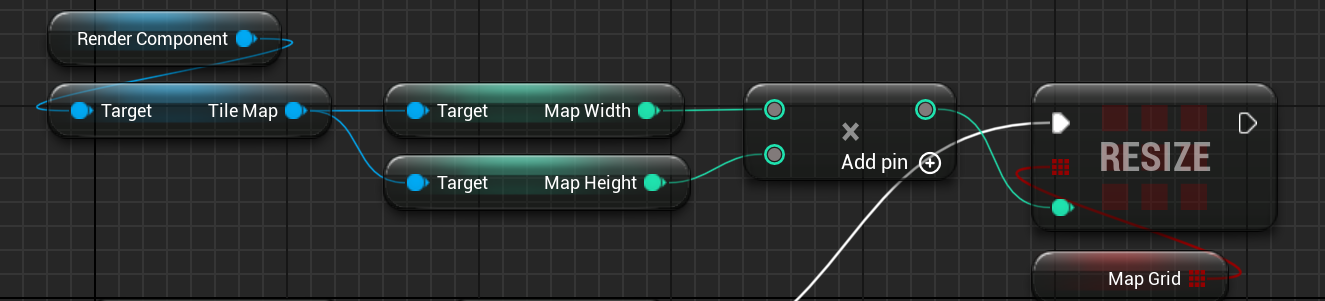 Render Component
Target Tile Map
Target Map Width
Target Map Height
×
Add pin
RESIZE
Map Grid